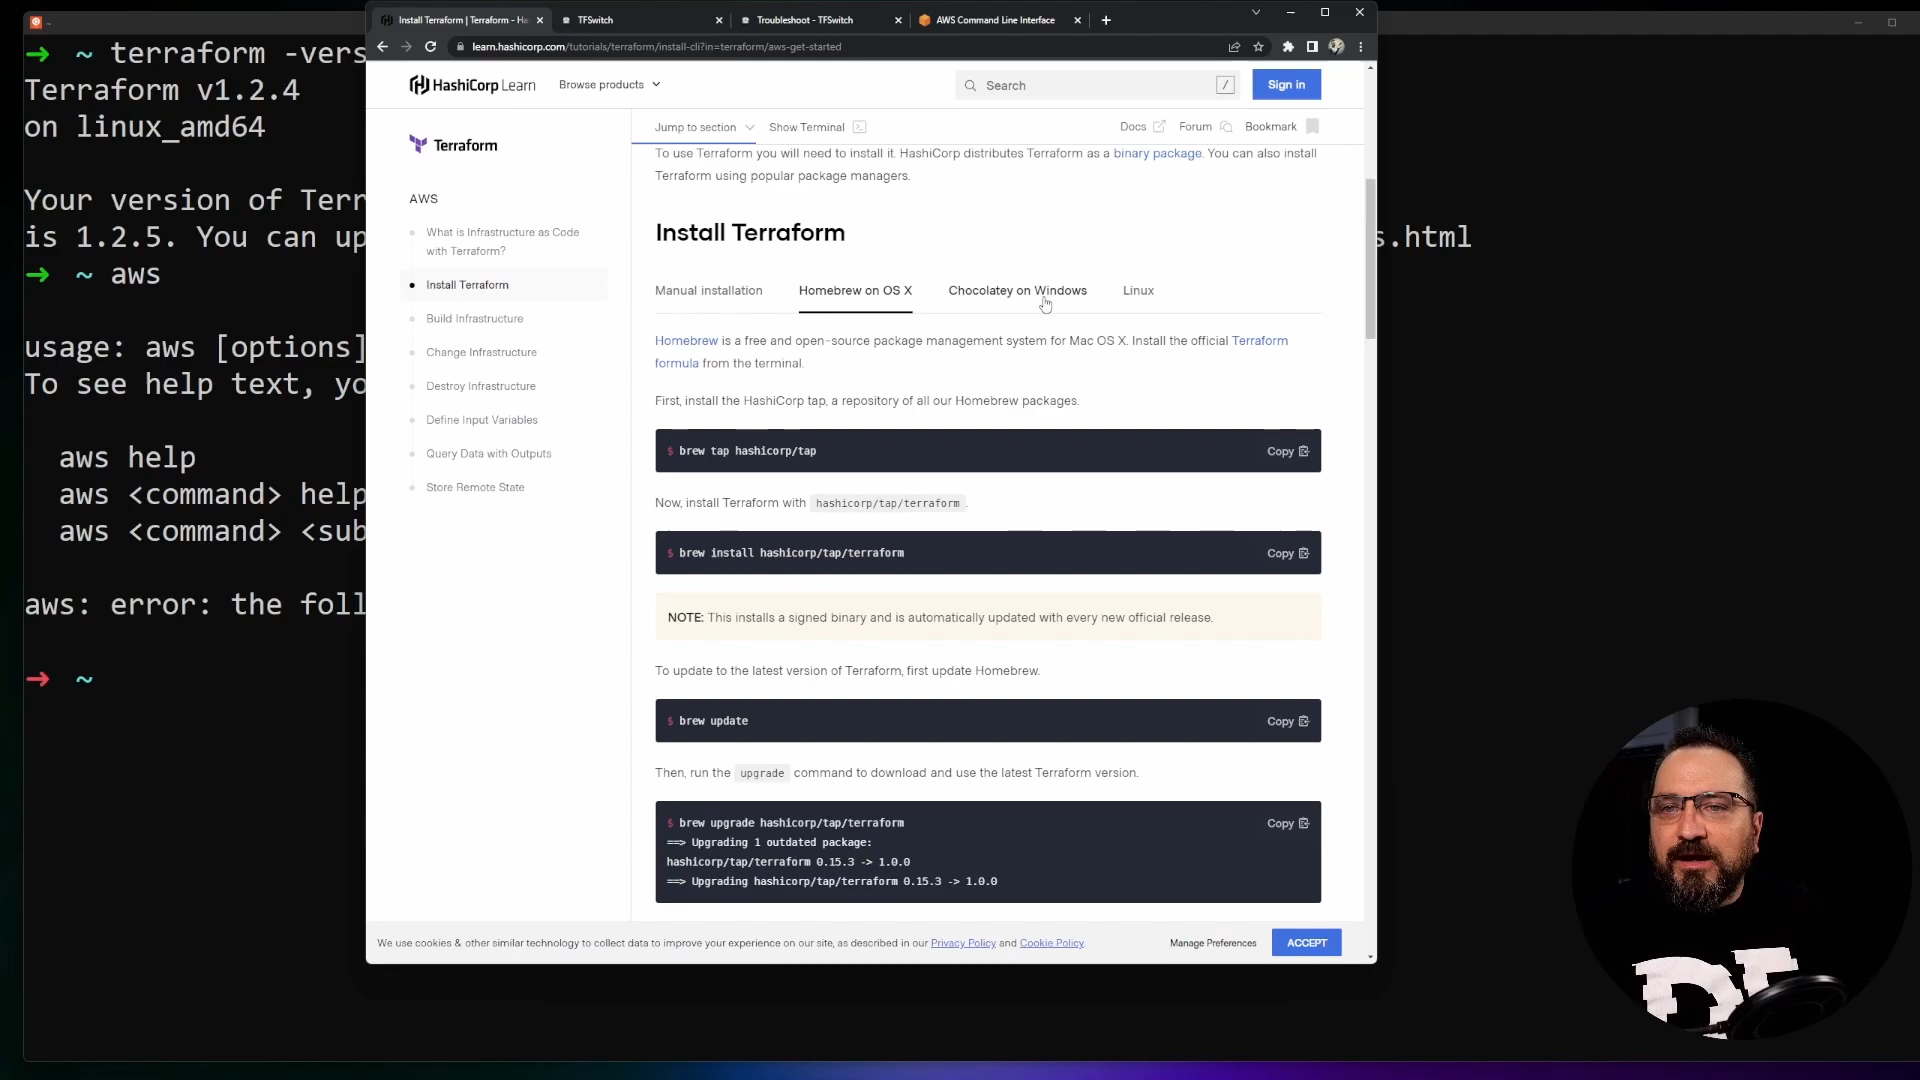 Install Terraform | Terraform - Ha
TFSwitch
Troubleshoot - TFSwitch
AWS Command Line Interface
learn.hashicorp.com/tutorials/terraform/install-cli?in=terraform/aws-get-started
HashiCorp Learn
Browse products
Search
/
Sign in
Terraform
AWS
What is Infrastructure as Code
with Terraform?
Install Terraform
Build Infrastructure
Change Infrastructure
Destroy Infrastructure
Define Input Variables
Query Data with Outputs
Store Remote State
Jump to section
Show Terminal
Docs
Forum
Bookmark
To use Terraform you will need to install it. HashiCorp distributes Terraform as a binary package. You can also install
Terraform using popular package managers.
Install Terraform
Manual installation
Homebrew on OS X
Chocolatey on Windows
Linux
Homebrew is a free and open-source package management system for Mac OS X. Install the official Terraform
formula from the terminal.
First, install the HashiCorp tap, a repository of all our Homebrew packages.
$ brew tap hashicorp/tap
Copy
Now, install Terraform with hashicorp/tap/terraform.
$ brew install hashicorp/tap/terraform
Copy
NOTE: This installs a signed binary and is automatically updated with every new official release.
To update to the latest version of Terraform, first update Homebrew.
$ brew update
Copy
Then, run the upgrade command to download and use the latest Terraform version.
$ brew upgrade hashicorp/tap/terraform
Copy
==> Upgrading 1 outdated package:
hashicorp/tap/terraform 0.15.3 -> 1.0.0
==> Upgrading hashicorp/tap/terraform 0.15.3 -> 1.0.0
We use cookies & other similar technology to collect data to improve your experience on our site, as described in our Privacy Policy and Cookie Policy.
Manage Preferences
ACCEPT
➜ ~ terraform -vers
Terraform v1.2.4
on linux_amd64
Your version of Terr
is 1.2.5. You can up
s.html
➜ ~ aws
usage: aws [options]
To see help text, yo
aws help
aws <command> help
aws <command> <sub
aws: error: the foll
➜ ~